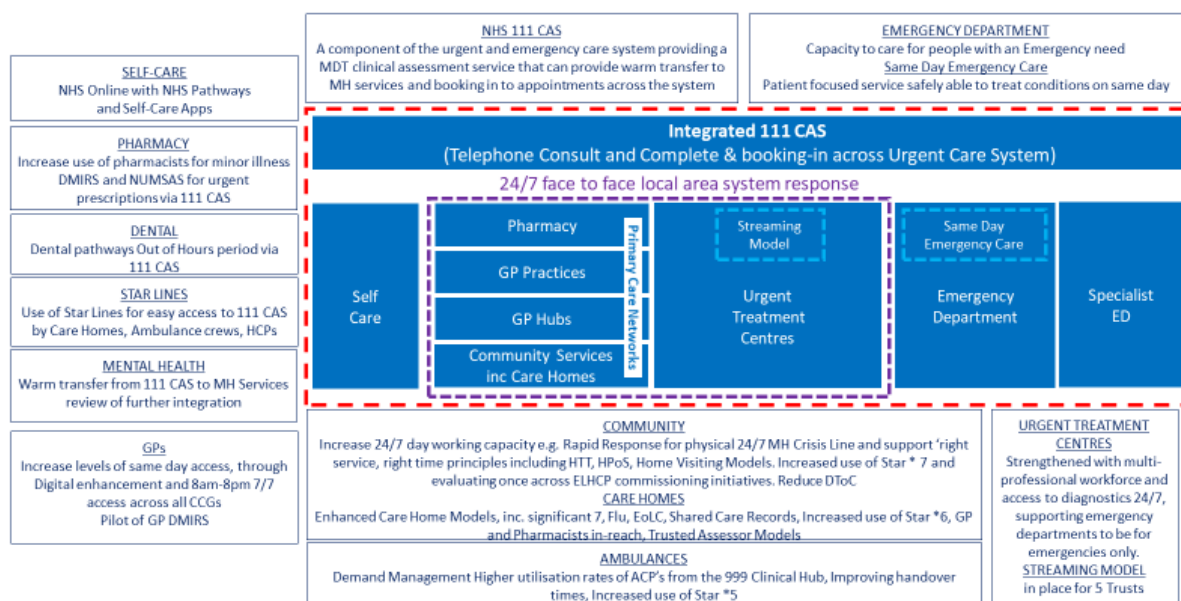 NHS 111 CAS
A component of the urgent and emergency care system providing a
MDT clinical assessment service that can provide warm transfer to
MH services and booking in to appointments across the system
EMERGENCY DEPARTMENT
Capacity to care for people with an Emergency need
Same Day Emergency Care
Patient focused service safely able to treat conditions on same day
SELF-CARE
NHS Online with NHS Pathways
and Self-Care Apps
PHARMACY
Increase use of pharmacists for minor illness
DMIRS and NUMSAS for urgent
prescriptions via 111 CAS
DENTAL
Dental pathways Out of Hours period via
111 CAS
STAR LINES
Use of Star Lines for easy access to 111 CAS
by Care Homes, Ambulance crews, HCPs
MENTAL HEALTH
Warm transfer from 111 CAS to MH Services
review of further integration
GPs
Increase levels of same day access, through
Digital enhancement and 8am-8pm 7/7
access across all CCGs
Pilot of GP DMIRS
Integrated 111 CAS
(Telephone Consult and Complete & booking-in across Urgent Care System)
24/7 face to face local area system response
Self
Care
Pharmacy
GP Practices
GP Hubs
Community Services
inc Care Homes
Primary Care Networks
Streaming
Model
Urgent
Treatment
Centres
Same Day
Emergency Care
Emergency
Department
Specialist
ED
COMMUNITY
Increase 24/7 day working capacity e.g. Rapid Response for physical 24/7 MH Crisis Line and support ‘right
service, right time principles including HTT, HPoS, Home Visiting Models. Increased use of Star * 7 and
evaluating once across ELHCP commissioning initiatives. Reduce DToC
CARE HOMES
Enhanced Care Home Models, inc. significant 7, Flu, EoLC, Shared Care Records, Increased use of Star *6, GP
and Pharmacists in-reach, Trusted Assessor Models
AMBULANCES
Demand Management Higher utilisation rates of ACP's from the 999 Clinical Hub, Improving handover
times, Increased use of Star *5
URGENT TREATMENT
CENTRES
Strengthened with multi-
professional workforce and
access to diagnostics 24/7,
supporting emergency
departments to be for
emergencies only.
STREAMING MODEL
in place for 5 Trusts